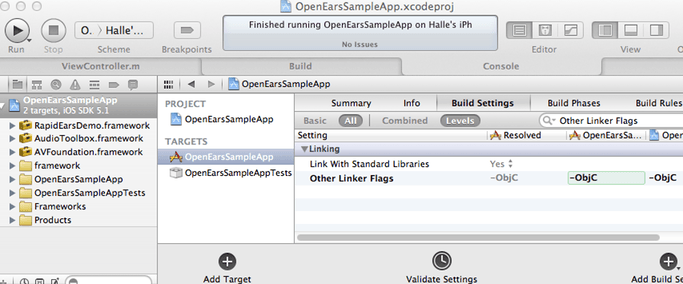 OpenEarsSampleApp.xcodeproj
Run
Stop
O. Halle's
Scheme
Breakpoints
Finished running OpenEarsSampleApp on Halle's iPh
No Issues
Editor
View
ViewController.m
Build
Console
OpenEarsSampleApp
OpenEarsSampleApp
2 targets, iOS SDK 5.1
RapidEarsDemo.framework
AudioToolbox.framework
AVFoundation.framework
framework
OpenEarsSampleApp
OpenEarsSampleAppTests
Frameworks
Products
PROJECT
OpenEarsSampleApp
TARGETS
OpenEarsSampleApp
OpenEarsSampleAppTests
Summary Info Build Settings Build Phases Build Rules
Basic All Combined Levels Other Linker Flags
Setting Resolved OpenEarsSa... Open
Linking
Link With Standard Libraries Yes
Other Linker Flags -ObjC -ObjC -ObjC
Add Target
Validate Settings
Add Build Se